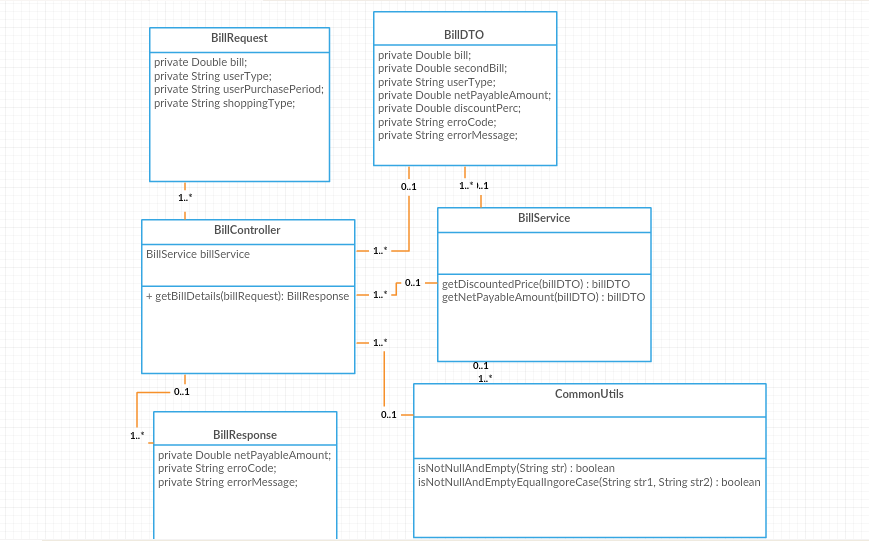 BillRequest
private Double bill;
private String userType;
private String userPurchasePeriod;
private String shoppingType;
BillDTO
private Double bill;
private Double secondBill;
private String userType;
private Double netPayableAmount;
private Double discountPerc;
private String erroCode;
private String errorMessage;
1..*
0..1
1..*
0..1
BillController
BillService billService
+ getBillDetails(billRequest): BillResponse
1..*
1..*
0..1
1..*
0..1
BillService
getDiscountedPrice(billDTO) : billDTO
getNetPayableAmount(billDTO) : billDTO
0..1
1..*
0..1
1..*
BillResponse
private Double netPayableAmount;
private String erroCode;
private String errorMessage;
CommonUtils
isNotNullAndEmpty(String str) : boolean
isNotNullAndEmptyEqualIngoreCase(String str1, String str2) : boolean